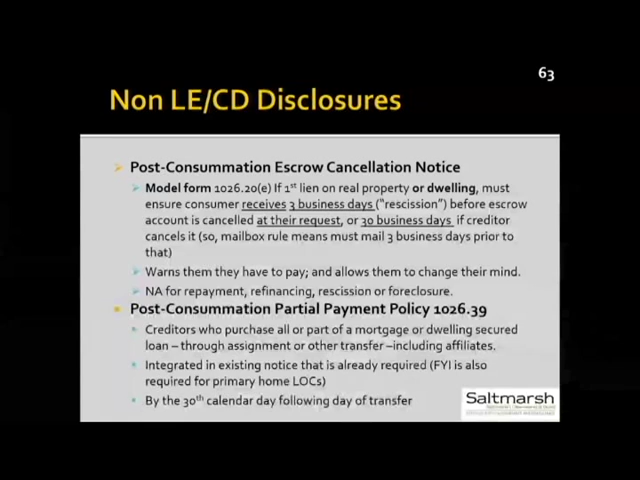 63
Non LE/CD Disclosures
Post-Consummation Escrow Cancellation Notice
Model form 1026.20(e) If 1st lien on real property or dwelling, must
ensure consumer receives 3 business days ("rescission") before escrow
account is cancelled at their request, or 30 business days if creditor
cancels it (so, mailbox rule means must mail 3 business days prior to
that)
Warns them they have to pay; and allows them to change their mind.
NA for repayment, refinancing, rescission or foreclosure.
Post-Consummation Partial Payment Policy 1026.39
Creditors who purchase all or part of a mortgage or dwelling secured
loan – through assignment or other transfer –including affiliates.
Integrated in existing notice that is already required (FYI is also
required for primary home LOCs)
By the 30th calendar day following day of transfer
Saltmarsh